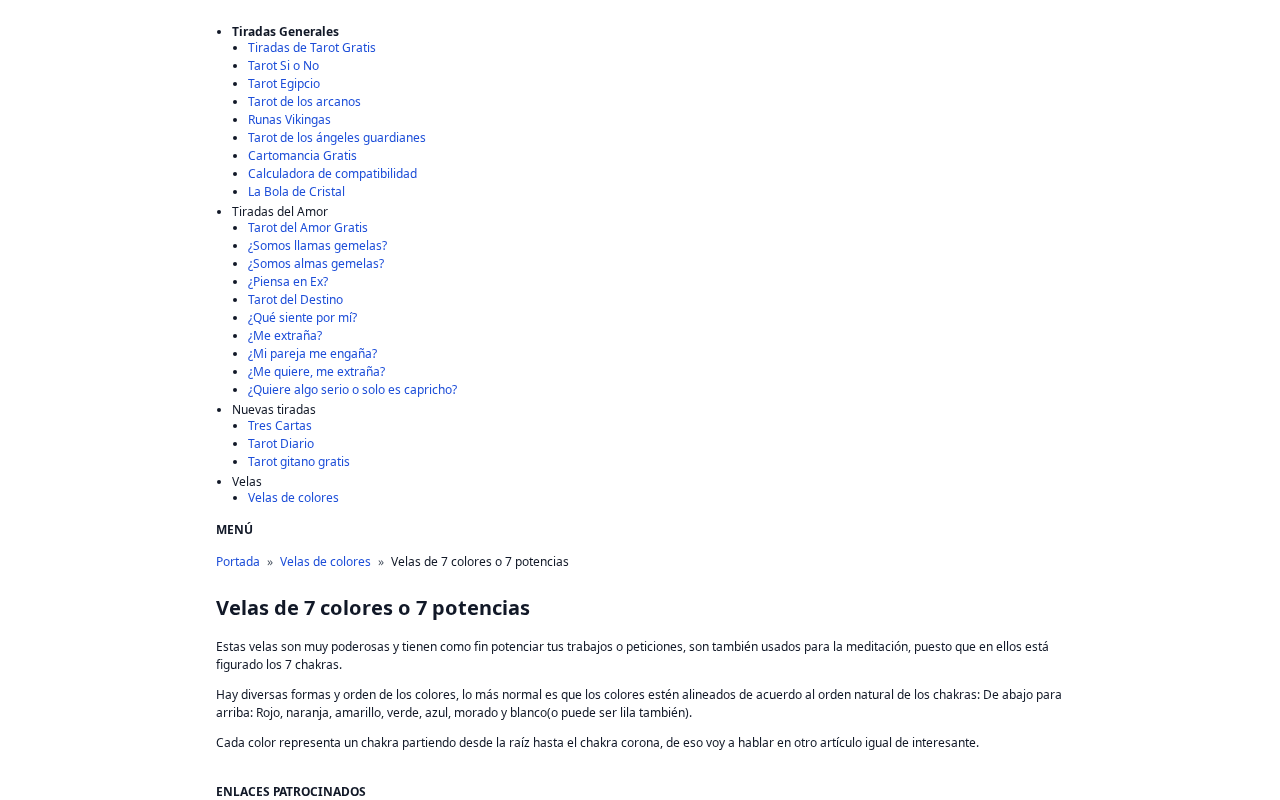 Tiradas Generales
Tiradas de Tarot Gratis
Tarot Si o No
Tarot Egipcio
Tarot de los arcanos
Runas Vikingas
Tarot de los ángeles guardianes
Cartomancia Gratis
Calculadora de compatibilidad
La Bola de Cristal
Tiradas del Amor
Tarot del Amor Gratis
¿Somos llamas gemelas?
¿Somos almas gemelas?
¿Piensa en Ex?
Tarot del Destino
¿Qué siente por mí?
¿Me extraña?
¿Mi pareja me engaña?
¿Me quiere, me extraña?
¿Quiere algo serio o solo es capricho?
Nuevas tiradas
Tres Cartas
Tarot Diario
Tarot gitano gratis
Velas
Velas de colores
MENÚ
Portada » Velas de colores » Velas de 7 colores o 7 potencias
Velas de 7 colores o 7 potencias
Estas velas son muy poderosas y tienen como fin potenciar tus trabajos o peticiones, son también usados para la meditación, puesto que en ellos está
figurado los 7 chakras.
Hay diversas formas y orden de los colores, lo más normal es que los colores estén alineados de acuerdo al orden natural de los chakras: De abajo para
arriba: Rojo, naranja, amarillo, verde, azul, morado y blanco(o puede ser lila también).
Cada color representa un chakra partiendo desde la raíz hasta el chakra corona, de eso voy a hablar en otro artículo igual de interesante.
ENLACES PATROCINADOS